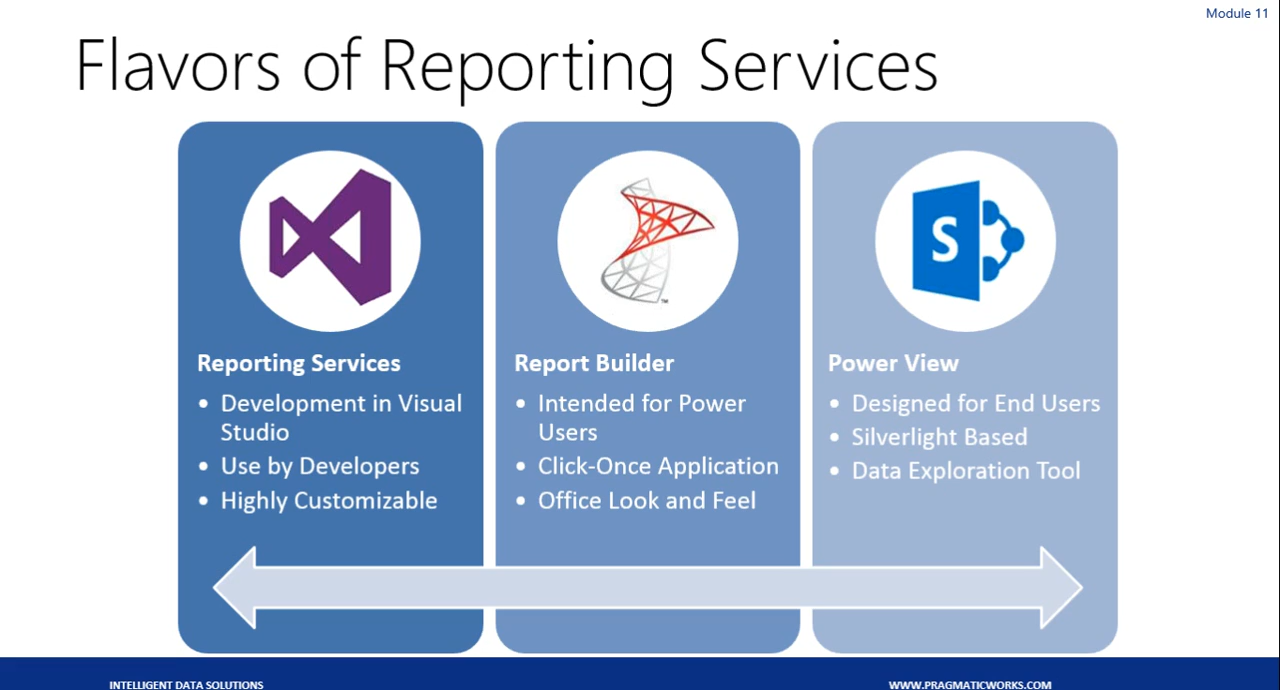 Module 11
Flavors of Reporting Services
S
Reporting Services
• Development in Visual
Studio
• Use by Developers
• Highly Customizable
Report Builder
• Intended for Power
Users
• Click-Once Application
• Office Look and Feel
Power View
• Designed for End Users
• Silverlight Based
• Data Exploration Tool
INTELLIGENT DATA SOLUTIONS
WWW.PRAGMATICWORKS.COM